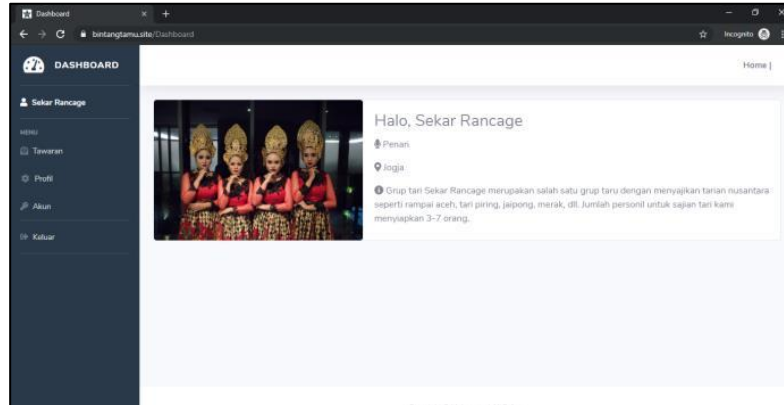 Dashboard
bintangtamu.site/Dashboard
Incognito
DASHBOARD
Home |
Sekar Rancage
MENU
Tawaran
Profil
Akun
Keluar
Halo, Sekar Rancage
Penari
Jogja
Grup tari Sekar Rancage merupakan salah satu grup taru dengan menyajikan tarian nusantara
seperti rampai aceh, tari piring, jaipong, merak, dll. Jumlah personil untuk sajian tari kami
menyiapkan 3-7 orang.